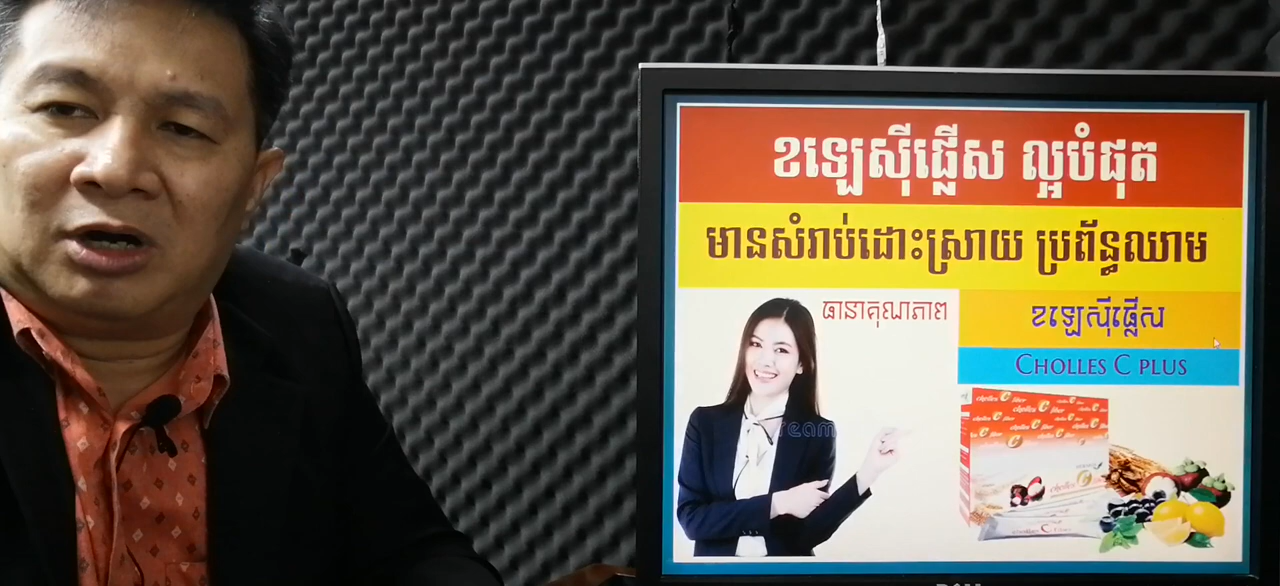 ខឡេស៊ីផ្លើស ល្អបំផុត
មានសំរាប់ដោះស្រាយ ប្រព័ន្ធឈាម
ធានាគុណភាព
ខឡេស៊ីផ្លើស
CHOLLES C PLUS
cholles C fiber